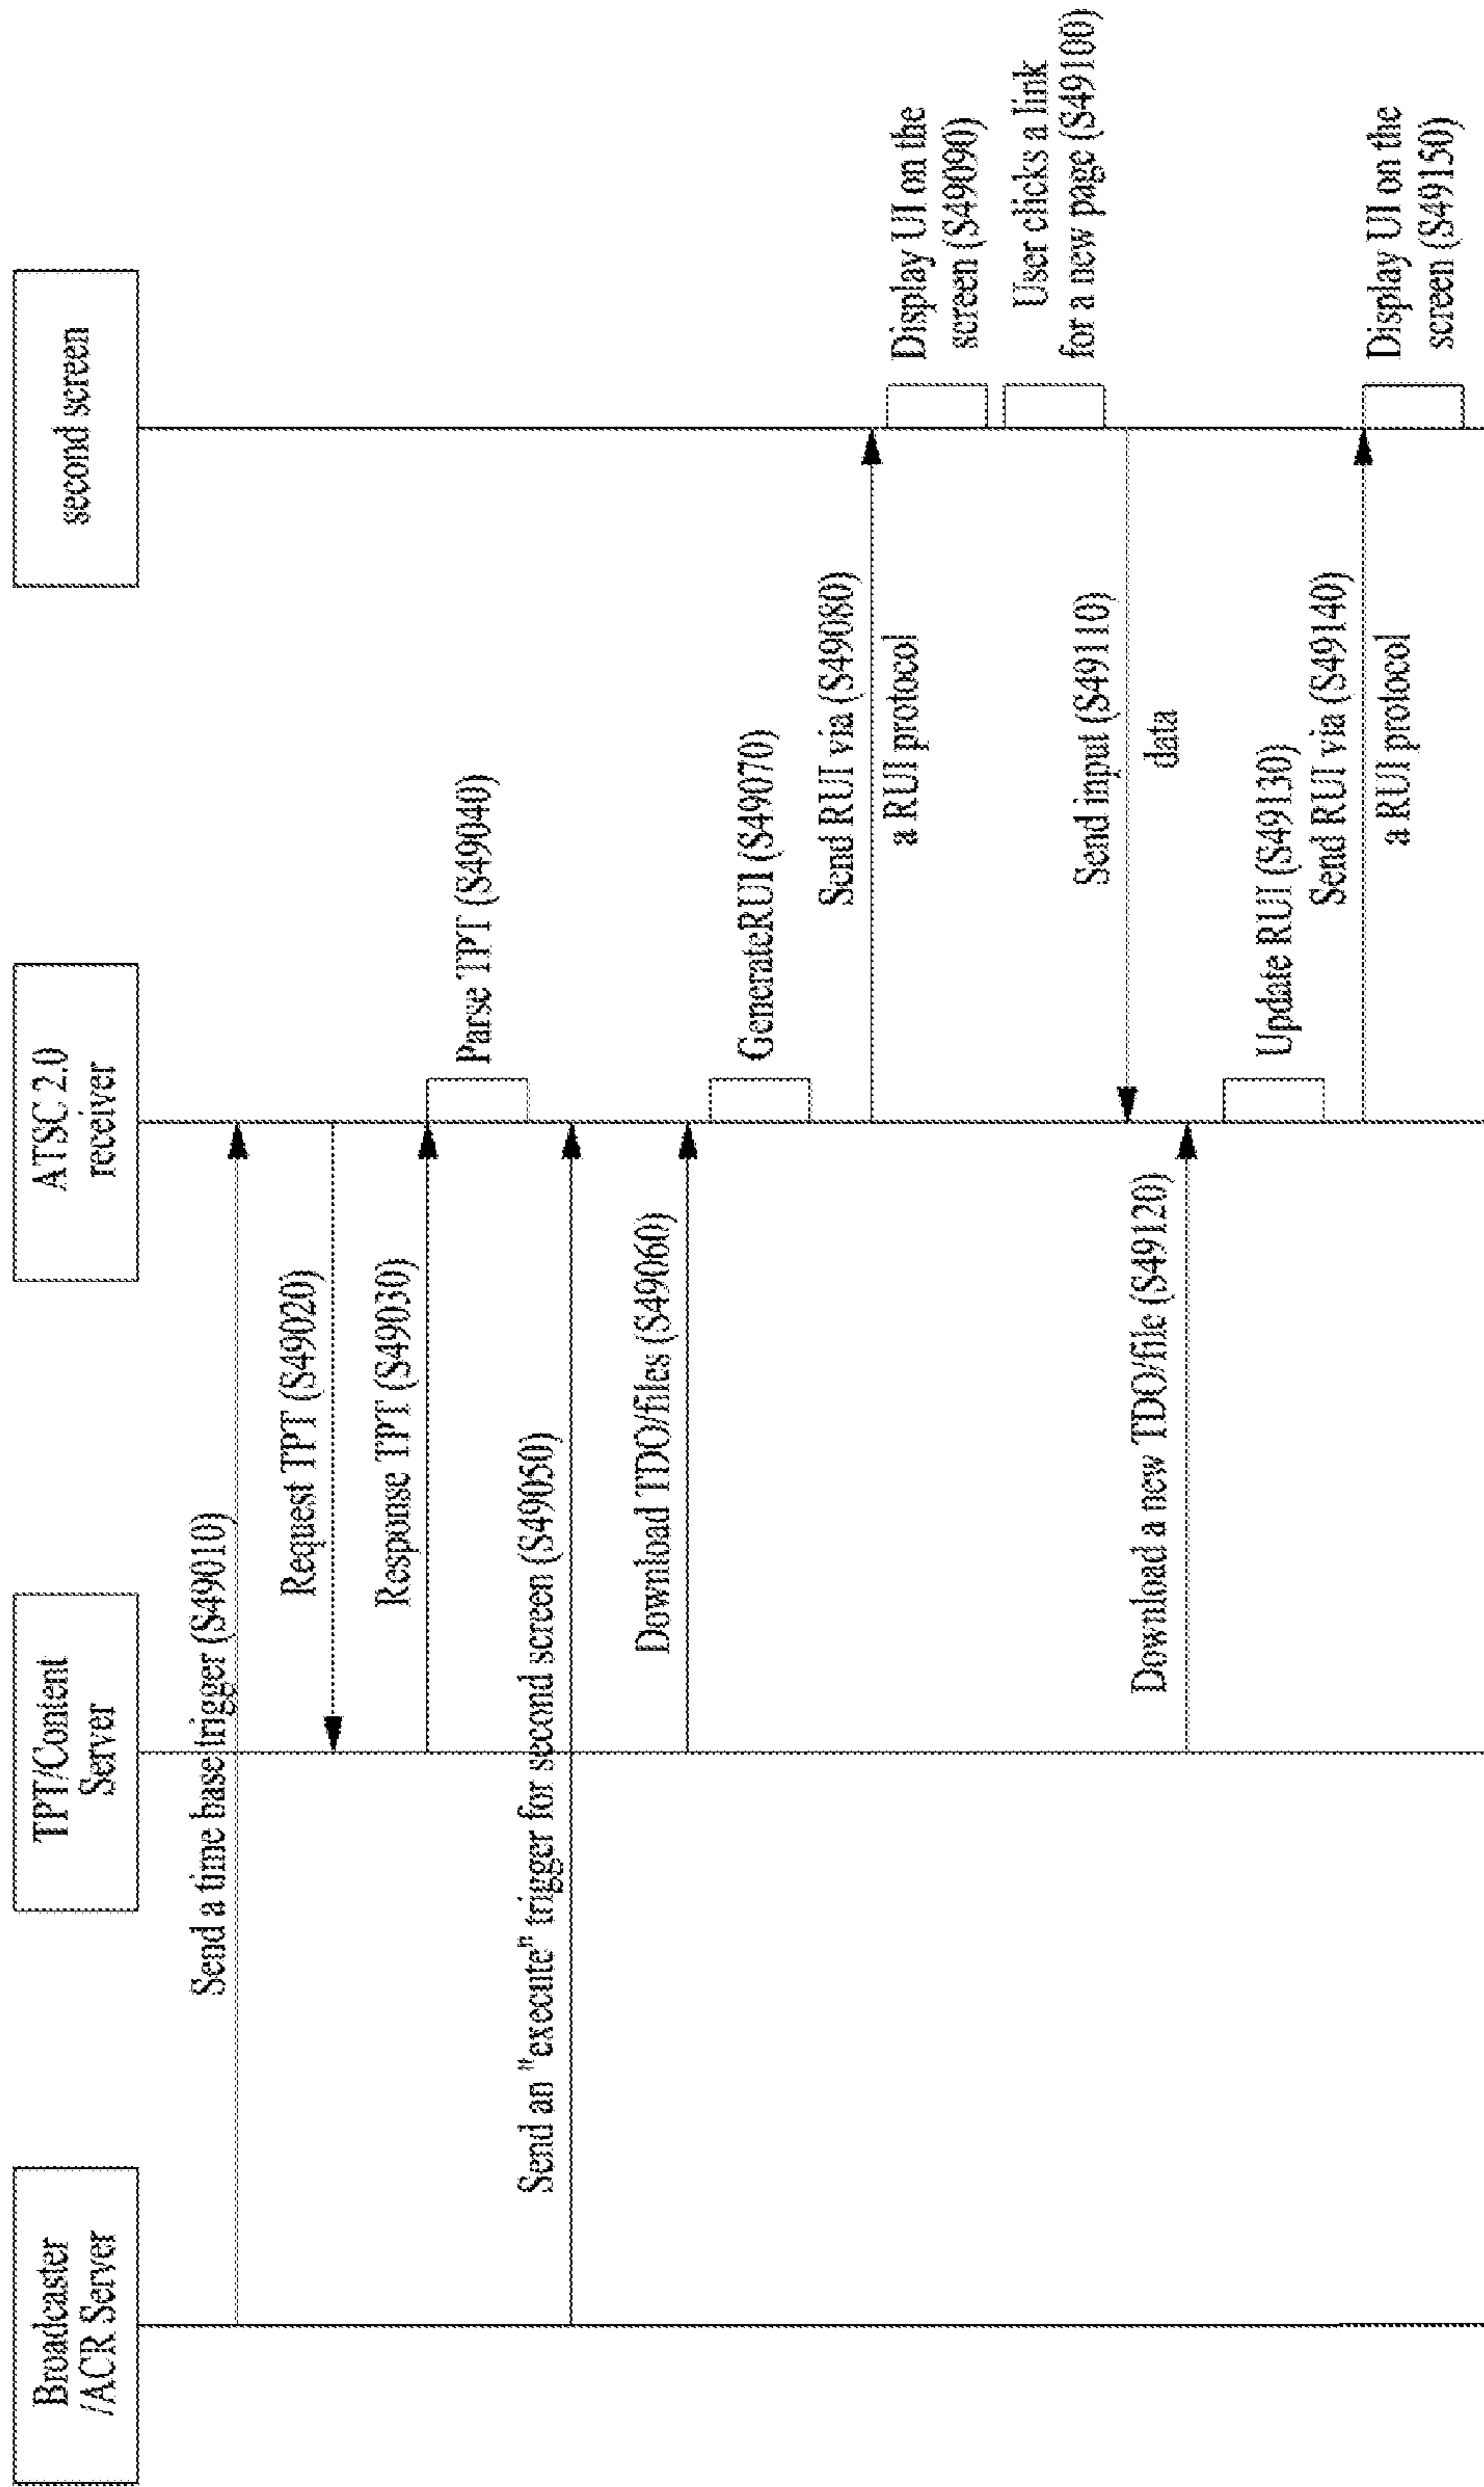 Broadcaster
/ACR Server
TPT/Content
Server
ATSC 2.0
receiver
second screen
Send a time base trigger (S49010)
Request TPT (S49020)
Response TPT (S49030)
Parse TPT (S49040)
Send an "execute" trigger for second screen (S49050)
Download TDO/files (S49060)
GenerateRUI (S49070)
Send RUI via (S49080)
a RUI protocol
Display UI on the
screen (S49090)
User clicks a link
for a new page (S49100)
Send input (S49110)
data
Download a new TDO/file (S49120)
Update RUI (S49130)
Send RUI via (S49140)
a RUI protocol
Display UI on the
screen (S49150)